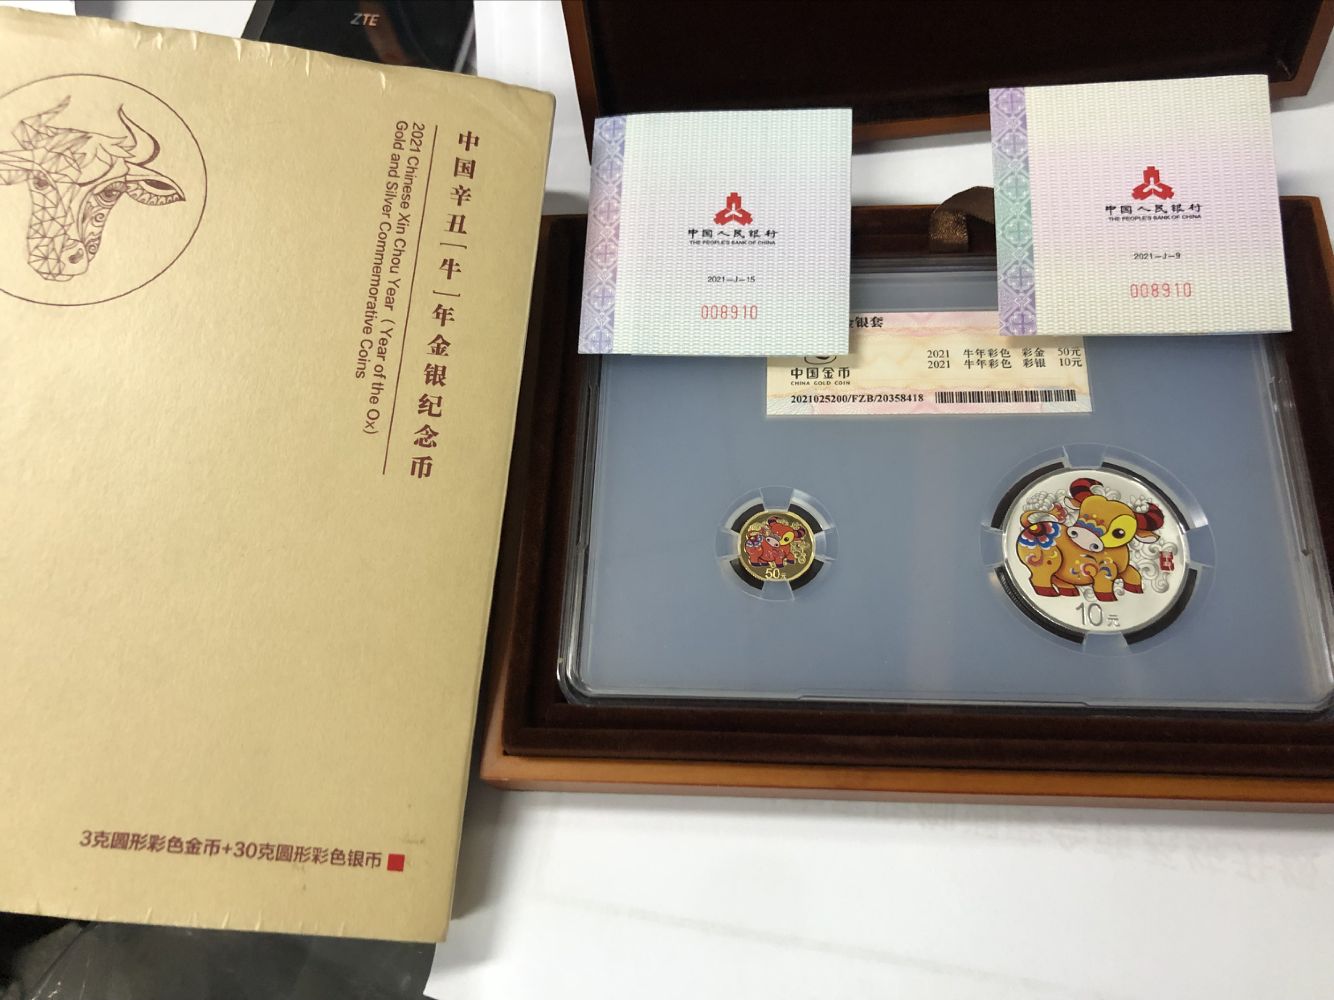 ZTE
中国辛丑[牛]年金银纪念币
2021 Chinese Xin Chou Year ( Year of the Ox)
Gold and Silver Commemorative Coins
3克圆形彩色金币+30克圆形彩色银币
中国人民银行
THE PEOPLE'S BANK OF CHINA
2021-J-15
008910
中国人民银行
THE PEOPLE'S BANK OF CHINA
2021-J-9
008910
金银套
2021 牛年彩色 彩金 50元
2021 牛年彩色 彩银 10元
中国金币
CHINA GOLD COIN
2021025200/FZB/20358418
50元
10元